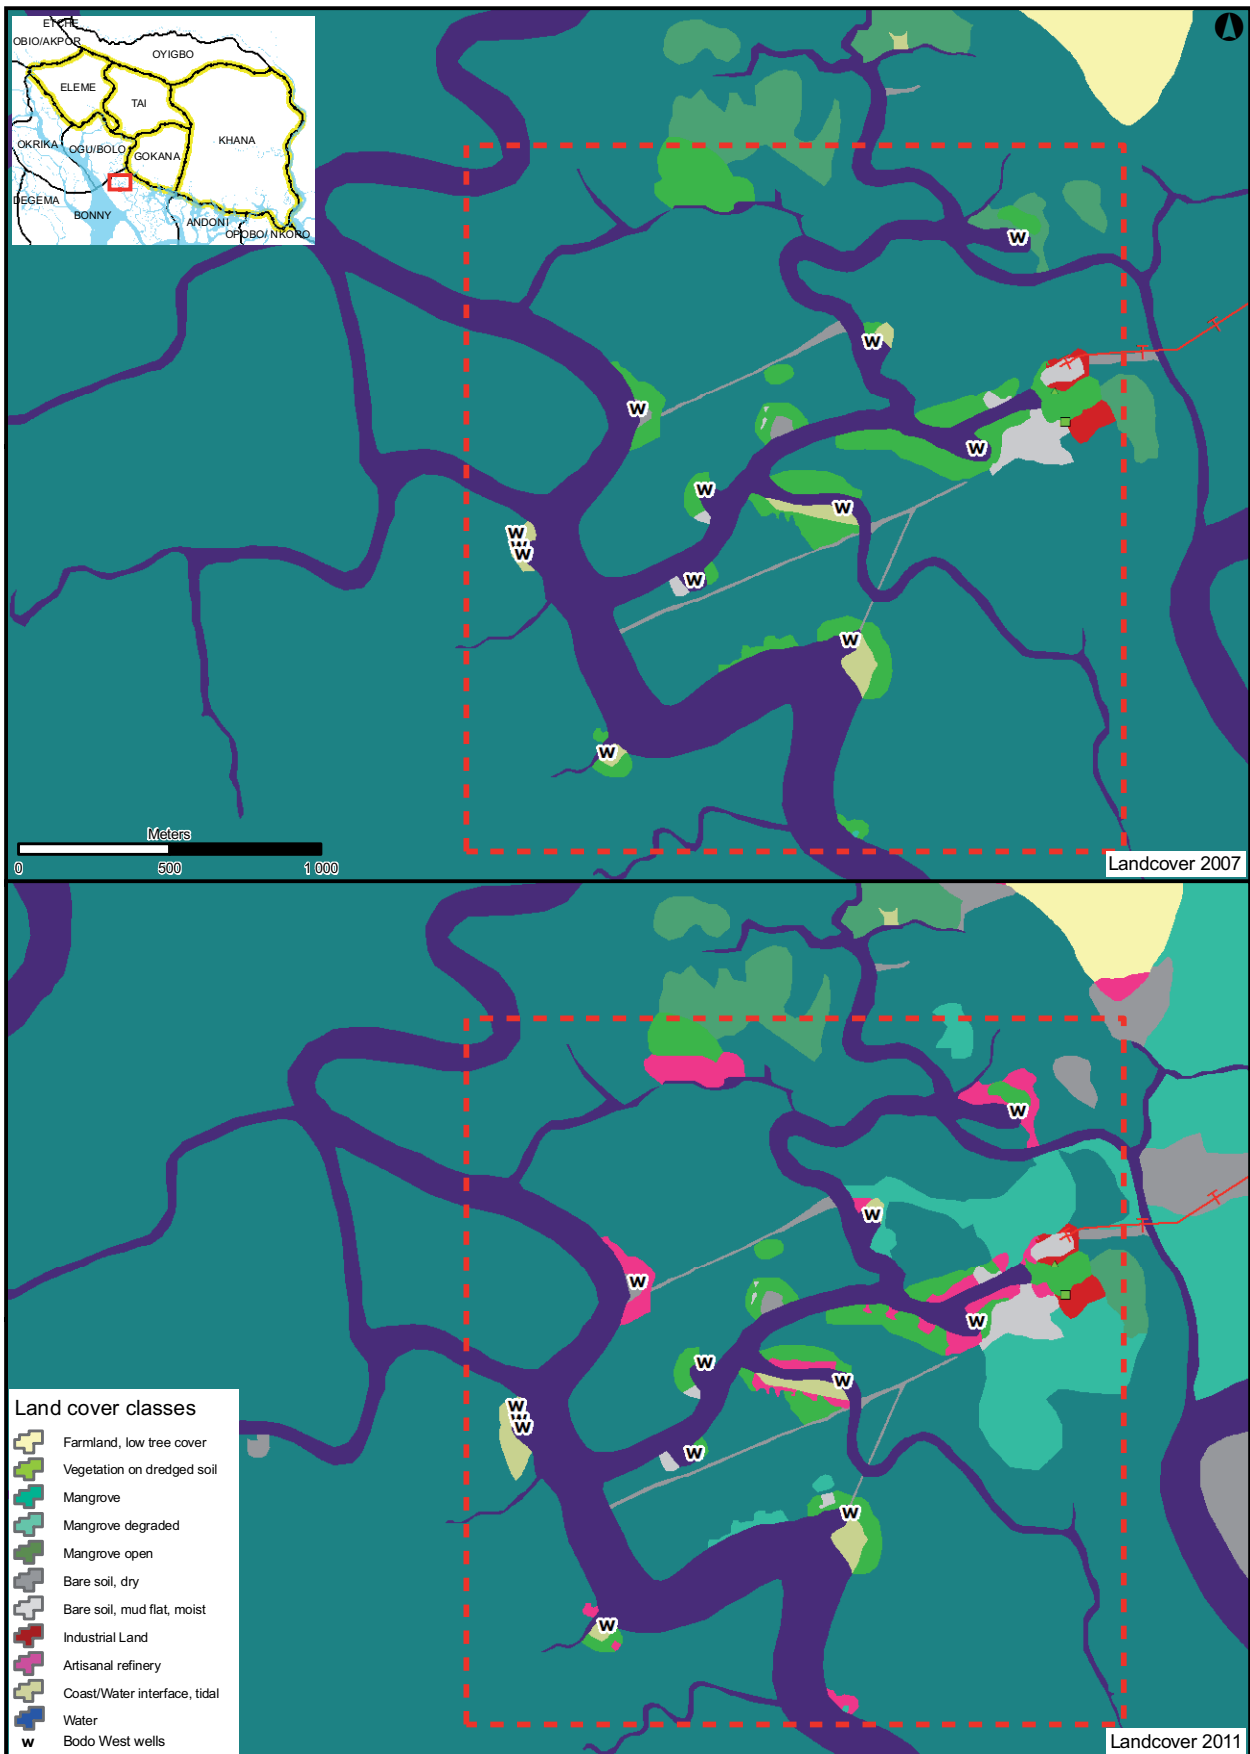 ETCHE
OBIO/AKPOR
OYIGBO
ELEME
TAI
KHANA
OKRIKA
OGU/BOLO
GOKANA
DEGEMA
BONNY
ANDONI
OPOBO/ NKORO
W
W
W
W
W
W
W
W
W
W
W
W
Meters
0 500 1 000
Landcover 2007
W
W
W
W
W
W
W
W
W
W
W
W
Land cover classes
Farmland, low tree cover
Vegetation on dredged soil
Mangrove
Mangrove degraded
Mangrove open
Bare soil, dry
Bare soil, mud flat, moist
Industrial Land
Artisanal refinery
Coast/Water interface, tidal
Water
W Bodo West wells
Landcover 2011